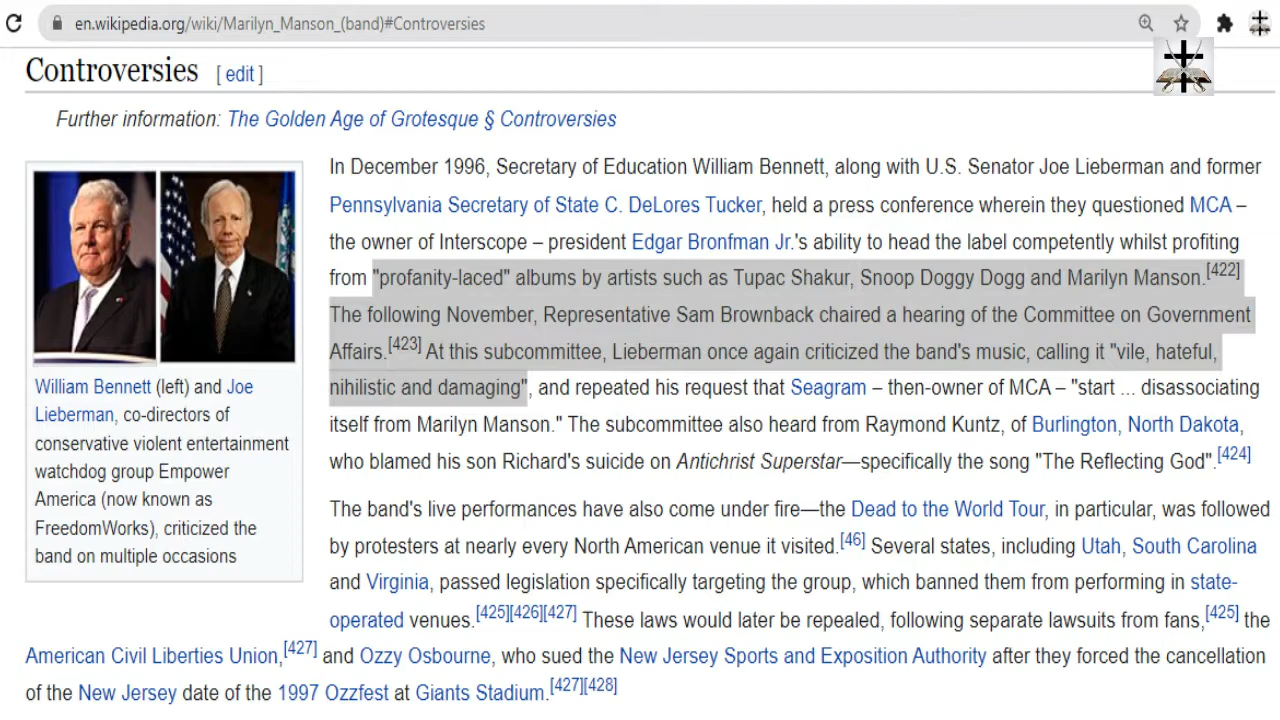 en.wikipedia.org/wiki/Marilyn_Manson_(band)#Controversies
Controversies [ edit ]
Further information: The Golden Age of Grotesque § Controversies
William Bennett (left) and Joe
Lieberman, co-directors of
conservative violent entertainment
watchdog group Empower
America (now known as
FreedomWorks), criticized the
band on multiple occasions
In December 1996, Secretary of Education William Bennett, along with U.S. Senator Joe Lieberman and former
Pennsylvania Secretary of State C. DeLores Tucker, held a press conference wherein they questioned MCA –
the owner of Interscope – president Edgar Bronfman Jr.'s ability to head the label competently whilst profiting
from "profanity-laced" albums by artists such as Tupac Shakur, Snoop Doggy Dogg and Marilyn Manson.[422]
The following November, Representative Sam Brownback chaired a hearing of the Committee on Government
Affairs.[423] At this subcommittee, Lieberman once again criticized the band's music, calling it "vile, hateful,
nihilistic and damaging", and repeated his request that Seagram – then-owner of MCA – "start ... disassociating
itself from Marilyn Manson." The subcommittee also heard from Raymond Kuntz, of Burlington, North Dakota,
who blamed his son Richard's suicide on Antichrist Superstar—specifically the song "The Reflecting God".[424]
The band's live performances have also come under fire—the Dead to the World Tour, in particular, was followed
by protesters at nearly every North American venue it visited.[46] Several states, including Utah, South Carolina
and Virginia, passed legislation specifically targeting the group, which banned them from performing in state-
operated venues.[425][426][427] These laws would later be repealed, following separate lawsuits from fans,[425] the
American Civil Liberties Union,[427] and Ozzy Osbourne, who sued the New Jersey Sports and Exposition Authority after they forced the cancellation
of the New Jersey date of the 1997 Ozzfest at Giants Stadium.[427][428]